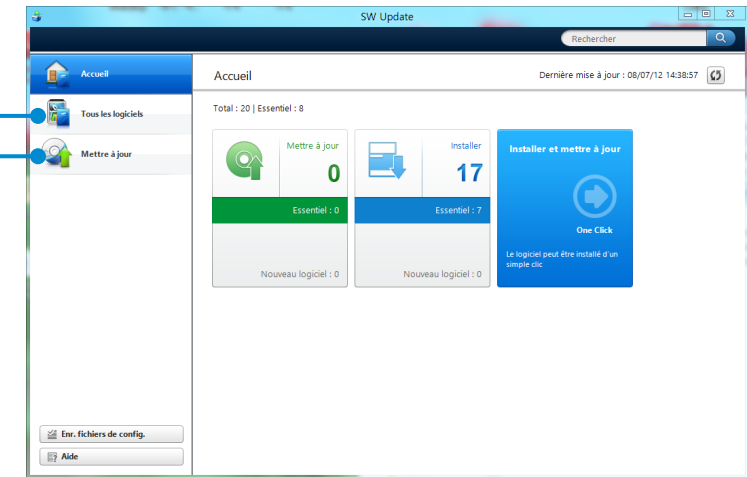 SW Update
Rechercher
Accueil
Tous les logiciels
Mettre à jour
Enr. fichiers de config.
Aide
Accueil
Dernière mise à jour : 08/07/12 14:38:57
Total : 20 | Essentiel : 8
Mettre à jour
0
Essentiel : 0
Nouveau logiciel : 0
Installer
17
Essentiel : 7
Nouveau logiciel : 0
Installer et mettre à jour
One Click
Le logiciel peut être installé d'un
simple clic